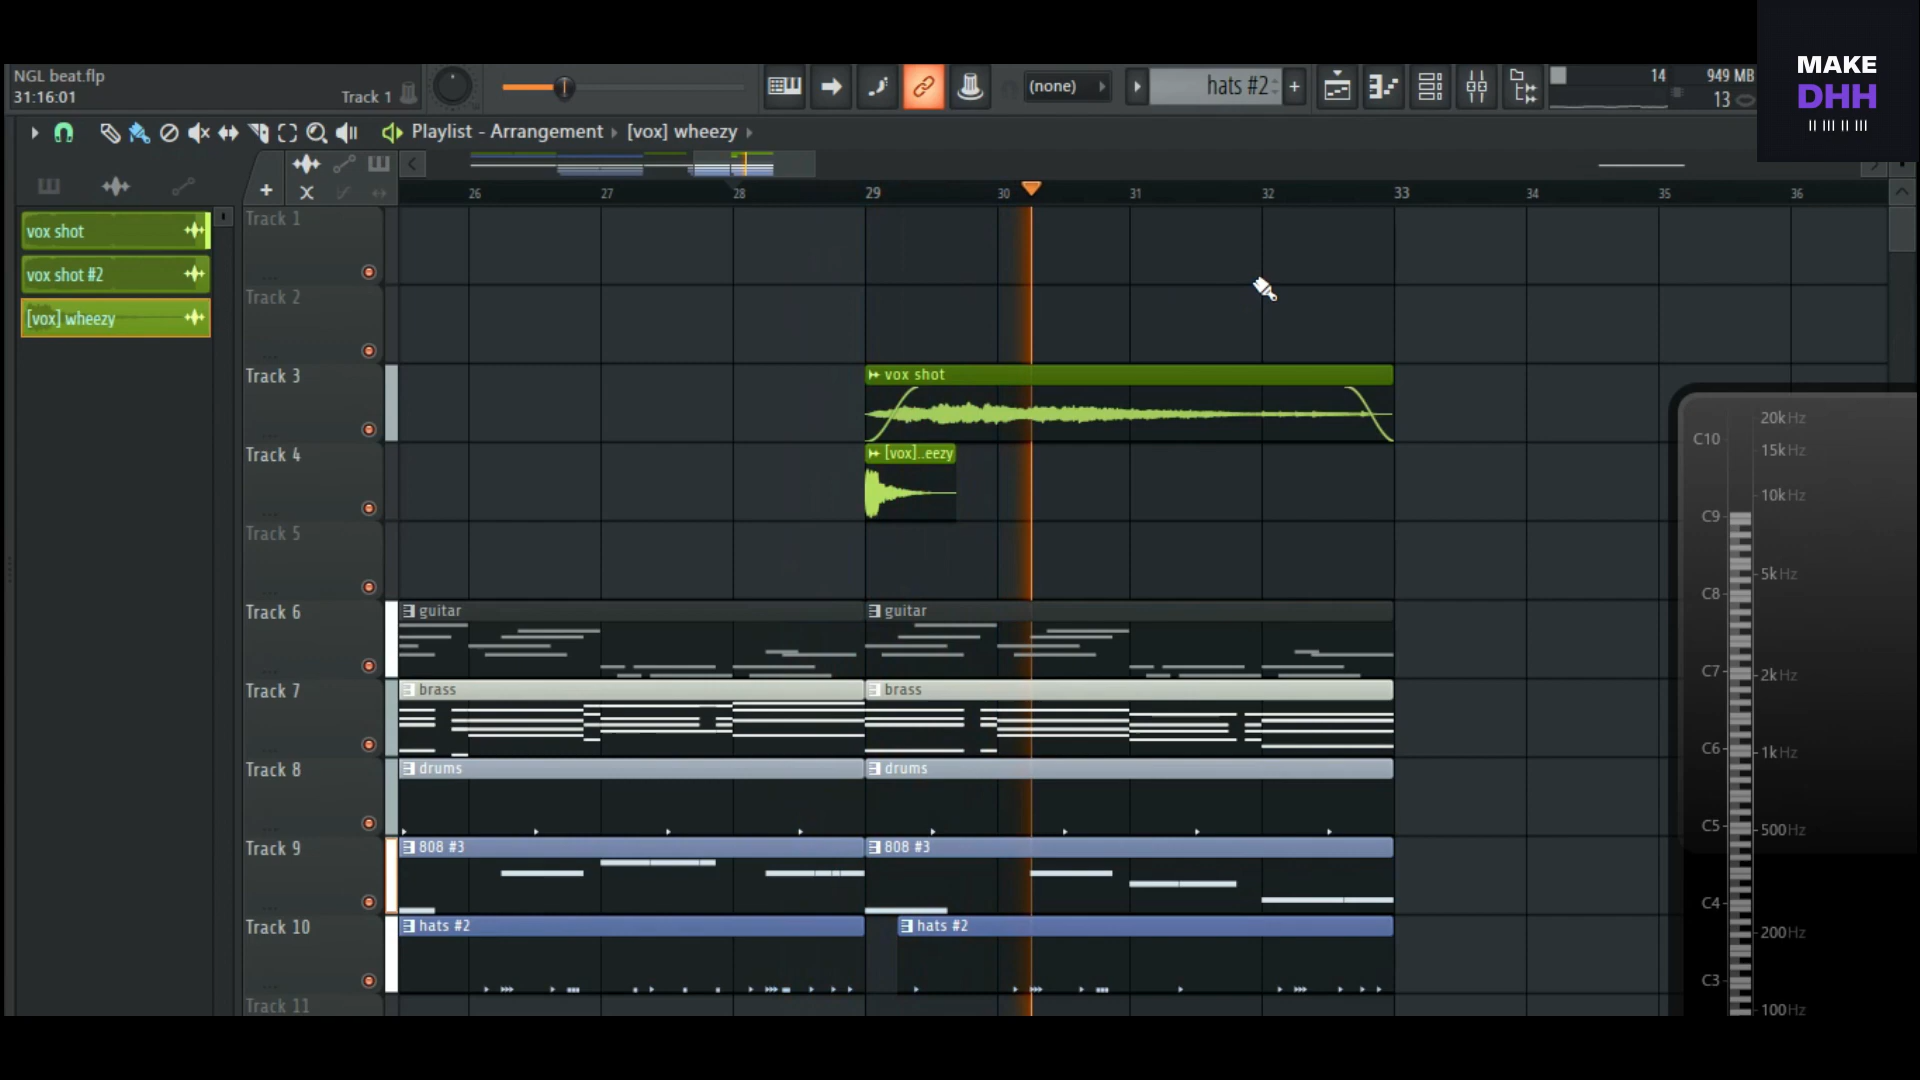 NGL beat.flp
31:16:01
Track 1
(none)
hats #2
14
949 MB
13
MAKE
DHH
Playlist - Arrangement
[vox] wheezy
26 27 28 29 30 31 32 33 34 35 36
vox shot
vox shot #2
[vox] wheezy
Track 1
Track 2
Track 3
vox shot
Track 4
[vox]..eezy
Track 5
Track 6
guitar
guitar
Track 7
brass
brass
Track 8
drums
drums
Track 9
808 #3
808 #3
Track 10
hats #2
hats #2
Track 11
20kHz
C10
15kHz
10kHz
C9
5kHz
C8
C7
2kHz
C6
1kHz
C5
500Hz
C4
200Hz
C3
100Hz